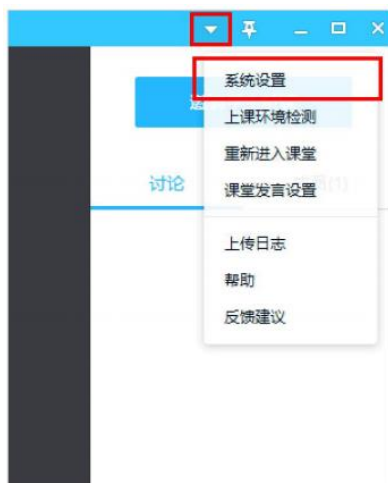 系统设置
上课环境检测
重新进入课堂
讨论
(1)
课堂发言设置
上传日志
帮助
反馈建议